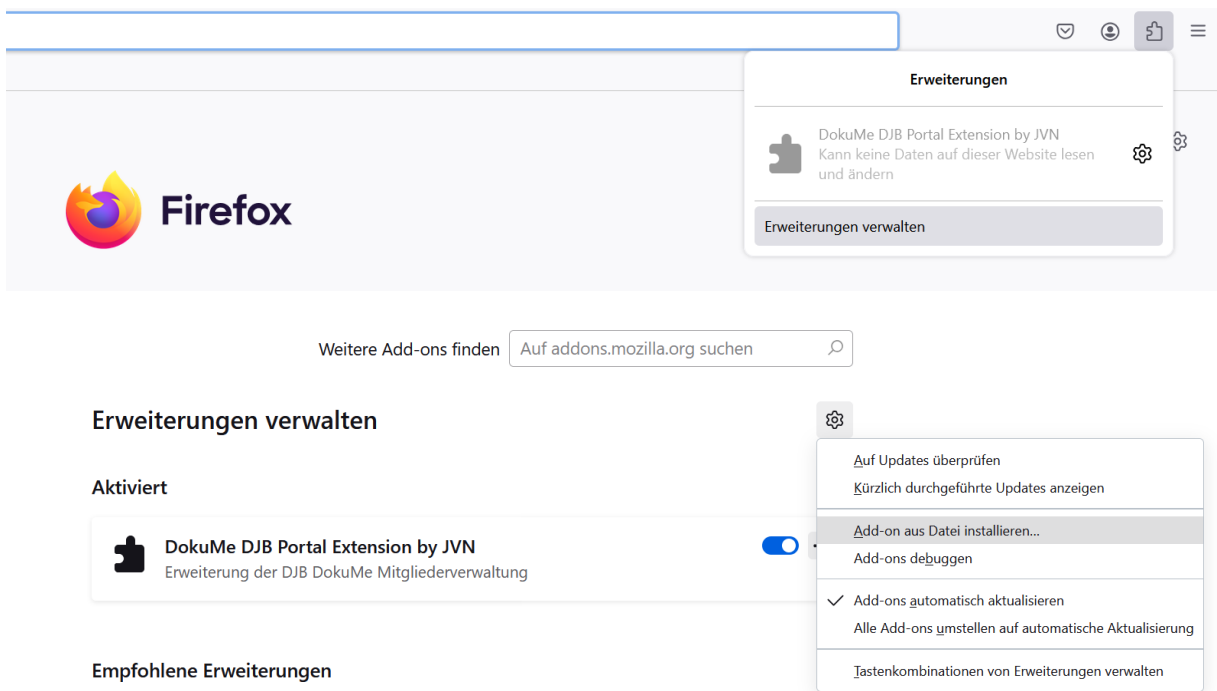 Erweiterungen
DokuMe DJB Portal Extension by JVN
Kann keine Daten auf dieser Website lesen
und ändern
Erweiterungen verwalten
Firefox
Weitere Add-ons finden
Auf addons.mozilla.org suchen
Erweiterungen verwalten
Auf Updates überprüfen
Kürzlich durchgeführte Updates anzeigen
Aktiviert
Add-on aus Datei installieren...
DokuMe DJB Portal Extension by JVN
Erweiterung der DJB DokuMe Mitgliederverwaltung
Add-ons debuggen
Add-ons automatisch aktualisieren
Alle Add-ons umstellen auf automatische Aktualisierung
Empfohlene Erweiterungen
Tastenkombinationen von Erweiterungen verwalten